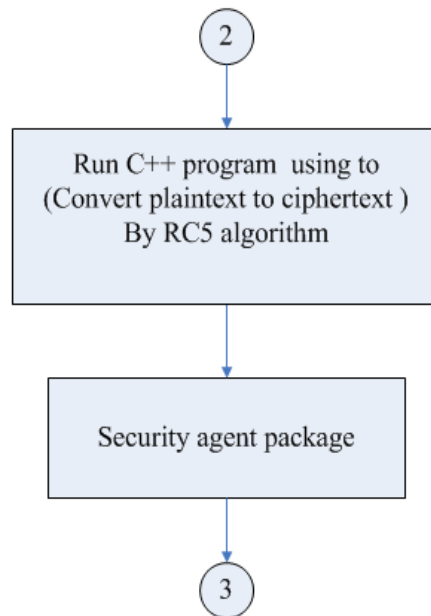 2
Run C++ program using to
(Convert plaintext to ciphertext )
By RC5 algorithm
Security agent package
3